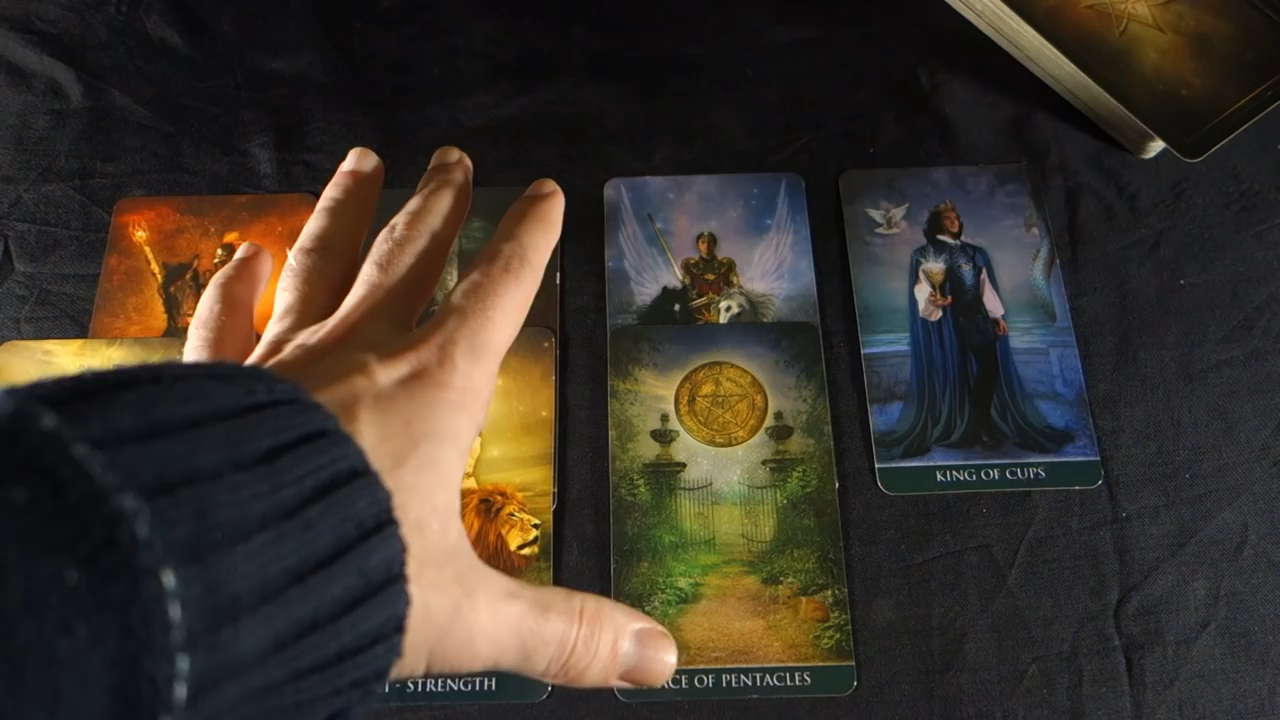 KING OF CUPS
- STRENGTH
ACE OF PENTACLES